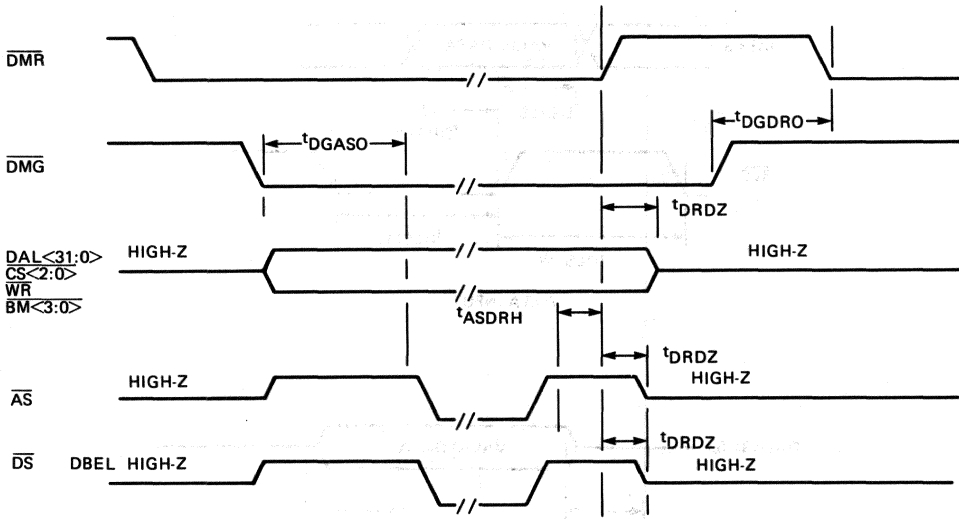 DMR
tDGDRO
tDGASO
DMG
tDRDZ
DAL<31:0> HIGH-Z HIGH-Z
CS<2:0>
WR
BM<3:0>
tASDRH
tDRDZ
HIGH-Z HIGH-Z
AS
tDRDZ
DS DBEL HIGH-Z HIGH-Z